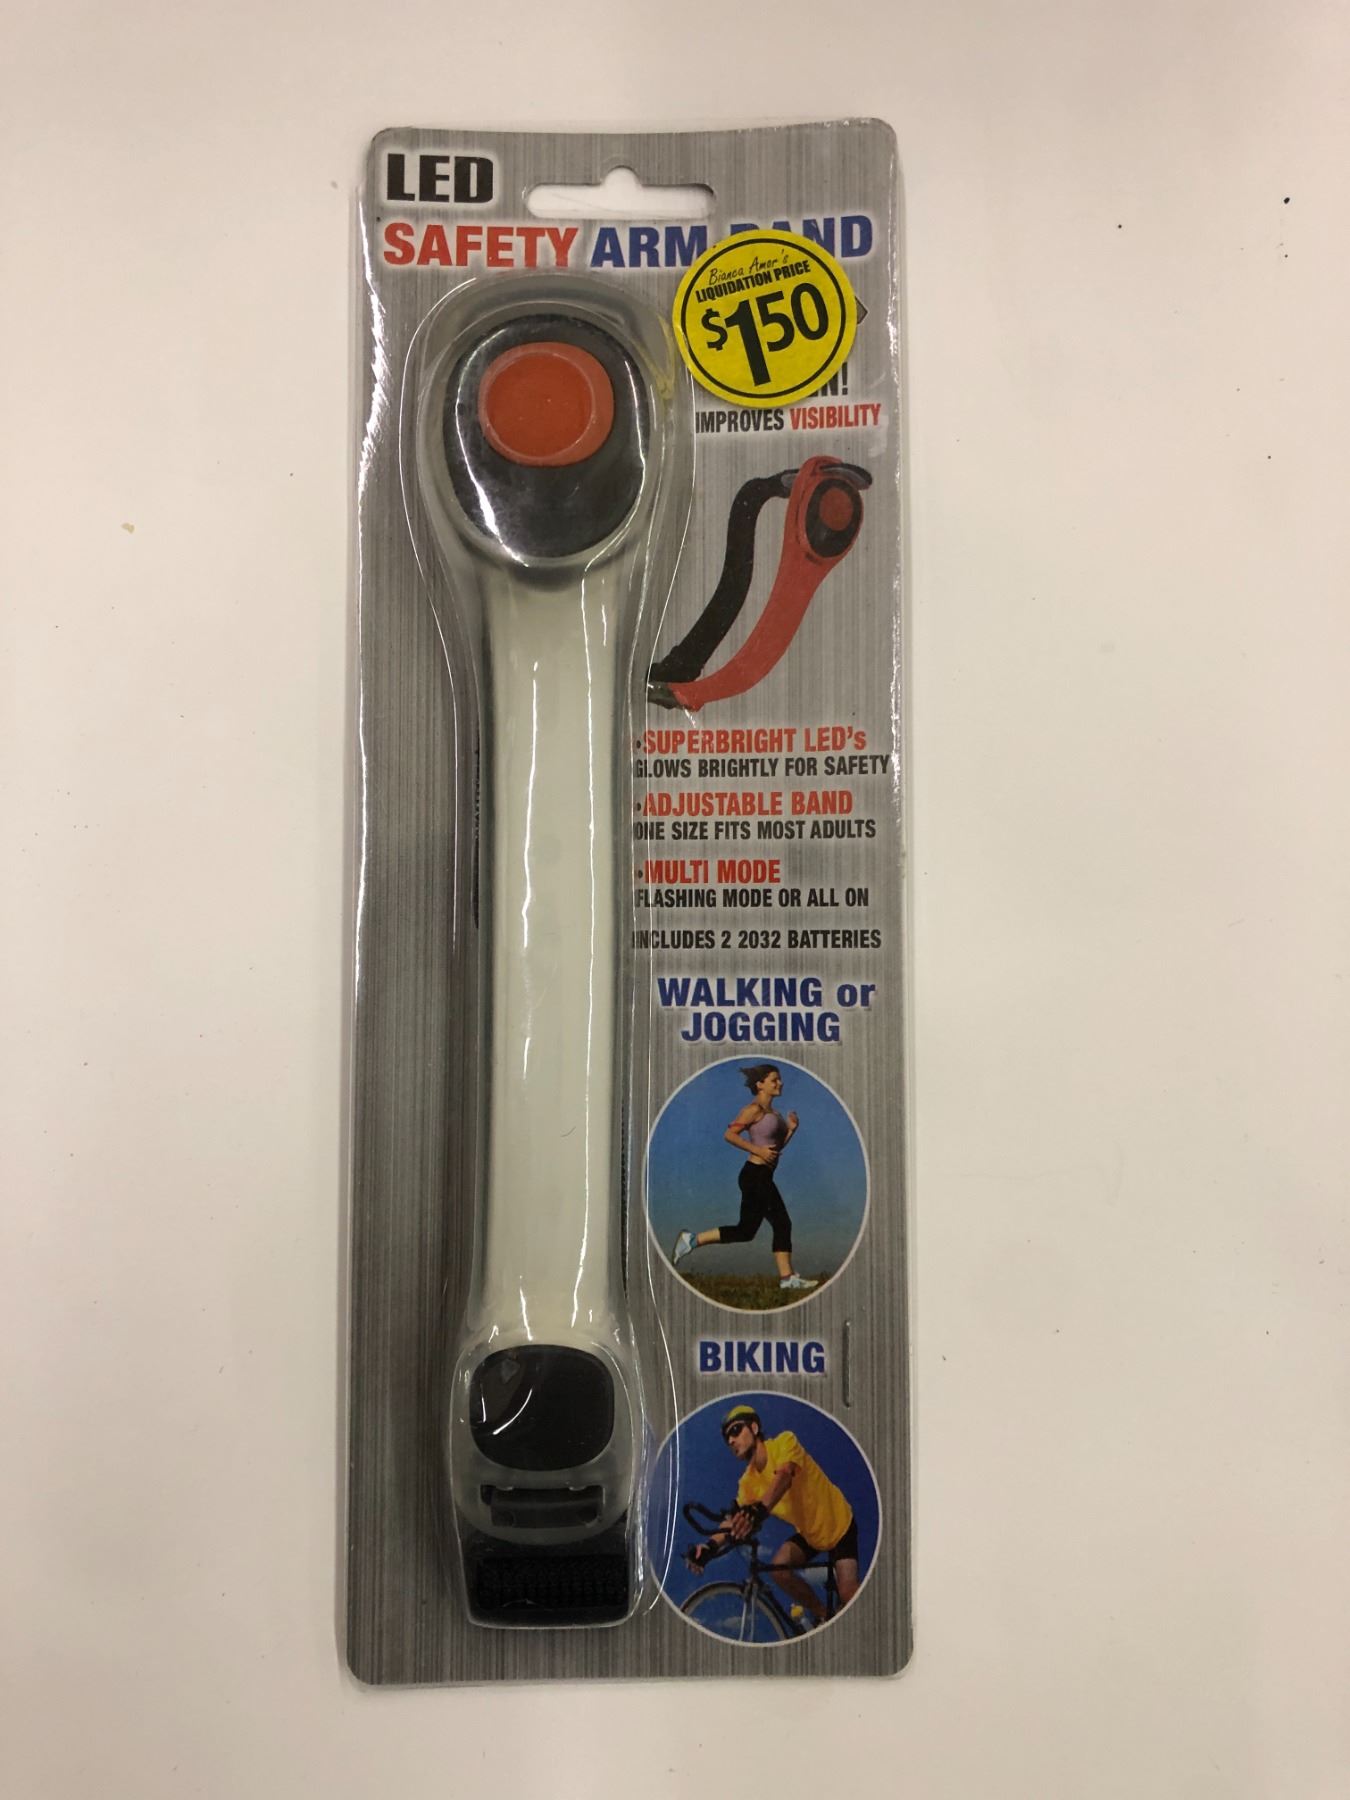 LED
SAFETY ARM BAND
Bianca Amor's
LIQUIDATION PRICE
$1.50
IMPROVES VISIBILITY
•SUPERBRIGHT LED's
GLOWS BRIGHTLY FOR SAFETY
•ADJUSTABLE BAND
ONE SIZE FITS MOST ADULTS
•MULTI MODE
FLASHING MODE OR ALL ON
INCLUDES 2 2032 BATTERIES
WALKING or
JOGGING
BIKING